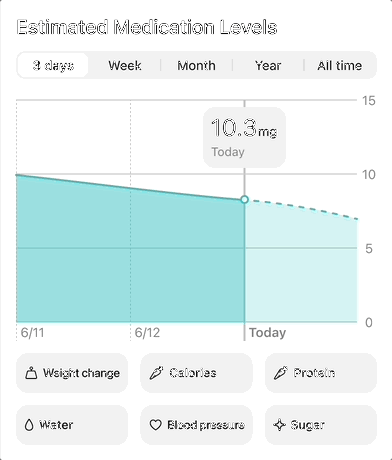 Estimated Medication Levels
3 days Week Month Year All time
15
10.3mg
Today
10
5
0
6/11 6/12 Today
Weight change Calories Protein
Water Blood pressure Sugar